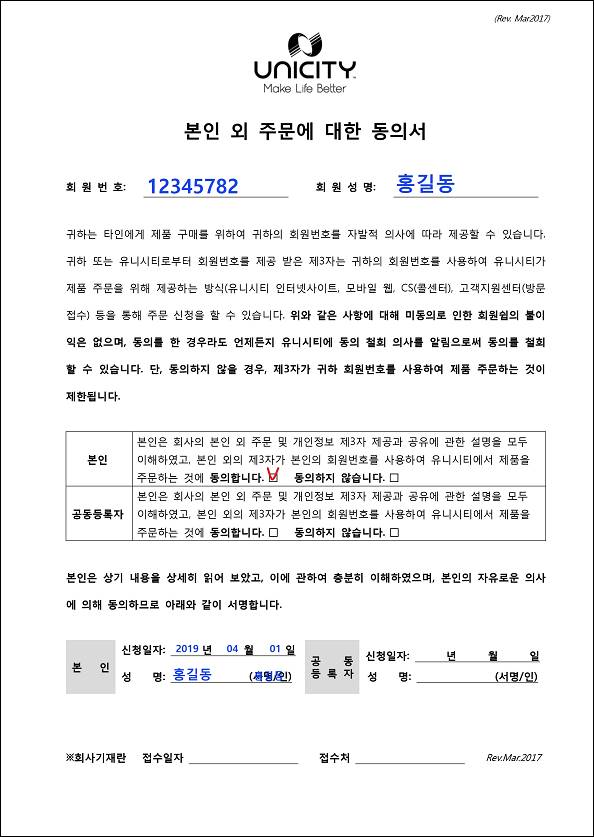 (Rev. Mar2017)
UNICITY
Make Life Better
본인 외 주문에 대한 동의서
회 원 번 호: 12345782 회 원 성 명: 홍길동
귀하는 타인에게 제품 구매를 위하여 귀하의 회원번호를 자발적 의사에 따라 제공할 수 있습니다.
귀하 또는 유니시티로부터 회원번호를 제공 받은 제3자는 귀하의 회원번호를 사용하여 유니시티가
제품 주문을 위해 제공하는 방식(유니시티 인터넷사이트, 모바일 웹, CS(콜센터), 고객지원센터(방문
접수) 등을 통해 주문 신청을 할 수 있습니다. 위와 같은 사항에 대해 미동의로 인한 회원쉽의 불이
익은 없으며, 동의를 한 경우라도 언제든지 유니시티에 동의 철회 의사를 알림으로써 동의를 철회
할 수 있습니다. 단, 동의하지 않을 경우, 제3자가 귀하 회원번호를 사용하여 제품 주문하는 것이
제한됩니다.
본인
본인은 회사의 본인 외 주문 및 개인정보 제3자 제공과 공유에 관한 설명을 모두
이해하였고, 본인 외의 제3자가 본인의 회원번호를 사용하여 유니시티에서 제품을
주문하는 것에 동의합니다. ☑ 동의하지 않습니다. □
공동등록자
본인은 회사의 본인 외 주문 및 개인정보 제3자 제공과 공유에 관한 설명을 모두
이해하였고, 본인 외의 제3자가 본인의 회원번호를 사용하여 유니시티에서 제품을
주문하는 것에 동의합니다. □ 동의하지 않습니다. □
본인은 상기 내용을 상세히 읽어 보았고, 이에 관하여 충분히 이해하였으며, 본인의 자유로운 의사
에 의해 동의하므로 아래와 같이 서명합니다.
본 인
신청일자: 2019 년 04 월 01 일
성 명: 홍길동 (서명/인)
공 동
등 록 자
신청일자: 년 월 일
성 명: (서명/인)
※회사기재란 접수일자 접수처 Rev.Mar.2017